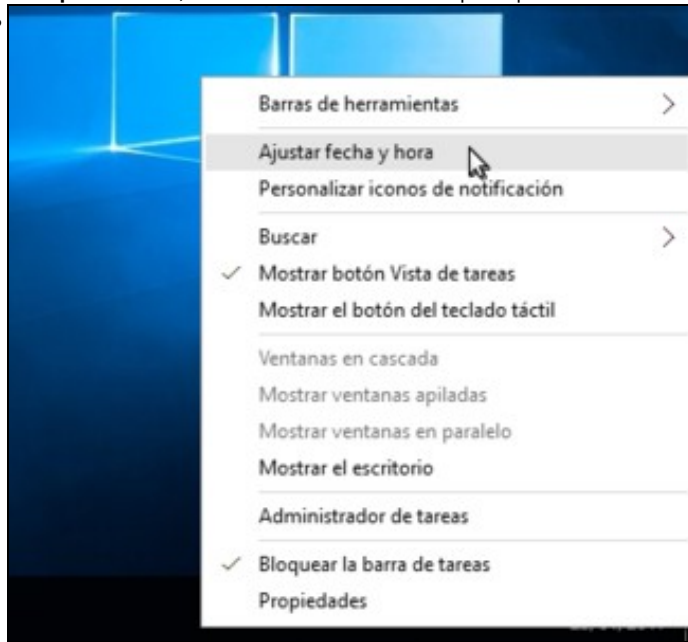 Barras de herramientas
Ajustar fecha y hora
Personalizar iconos de notificación
Buscar
Mostrar botón Vista de tareas
Mostrar el botón del teclado táctil
Ventanas en cascada
Mostrar ventanas apiladas
Mostrar ventanas en paralelo
Mostrar el escritorio
Administrador de tareas
Bloquear la barra de tareas
Propiedades